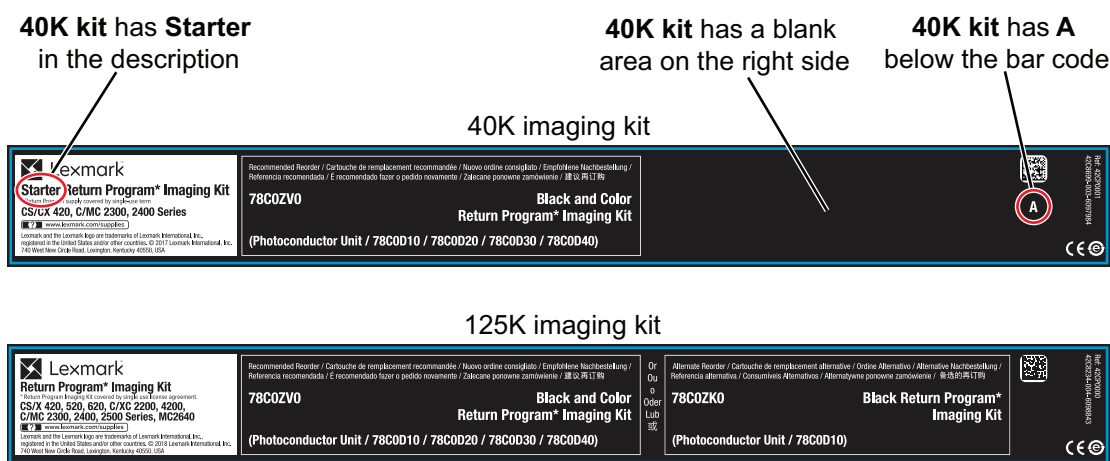 40K kit has Starter
in the description
40K kit has a blank
area on the right side
40K kit has A
below the bar code
40K imaging kit
Lexmark
Starter Return Program* Imaging Kit
* Return Program supply covered by single-use term
CS/CX 420, C/MC 2300, 2400 Series
www.lexmark.com/supplies
Lexmark and the Lexmark logo are trademarks of Lexmark International, Inc.,
registered in the United States and/or other countries. © 2017 Lexmark International, Inc.
740 West New Circle Road, Lexington, Kentucky 40550, USA
Recommended Reorder / Cartouche de remplacement recommandée / Nuovo ordine consigliato / Empfohlene Nachbestellung /
Referencia recomendada / É recomendado fazer o pedido novamente / Zalecane ponowne zamówienie / 建议再订购
78C0ZV0
Black and Color
Return Program* Imaging Kit
(Photoconductor Unit / 78C0D10 / 78C0D20 / 78C0D30 / 78C0D40)
A
Ref: 42CP0001
42C8699-003-6097984
CE
125K imaging kit
Lexmark
Return Program* Imaging Kit
* Return Program Imaging Kit covered by single use license agreement.
CS/X 420, 520, 620, C/XC 2200, 4200,
C/MC 2300, 2400, 2500 Series, MC2640
www.lexmark.com/supplies
Lexmark and the Lexmark logo are trademarks of Lexmark International, Inc.,
registered in the United States and/or other countries. © 2018 Lexmark International, Inc.
740 West New Circle Road, Lexington, Kentucky 40550, USA
Recommended Reorder / Cartouche de remplacement recommandée / Nuovo ordine consigliato / Empfohlene Nachbestellung /
Referencia recomendada / É recomendado fazer o pedido novamente / Zalecane ponowne zamówienie / 建议再订购
78C0ZV0
Black and Color
Return Program* Imaging Kit
(Photoconductor Unit / 78C0D10 / 78C0D20 / 78C0D30 / 78C0D40)
Or
Ou
o
Oder
Lub
或
Alternate Reorder / Cartouche de remplacement alternative / Ordine Alternativo / Alternative Nachbestellung /
Referencia alternativa / Consumíveis Alternativos / Alternatywne ponowne zamówienie / 备选的再订购
78C0ZK0
Black Return Program*
Imaging Kit
(Photoconductor Unit / 78C0D10)
Ref: 42CP0000
42C8234-004-6098843
CE